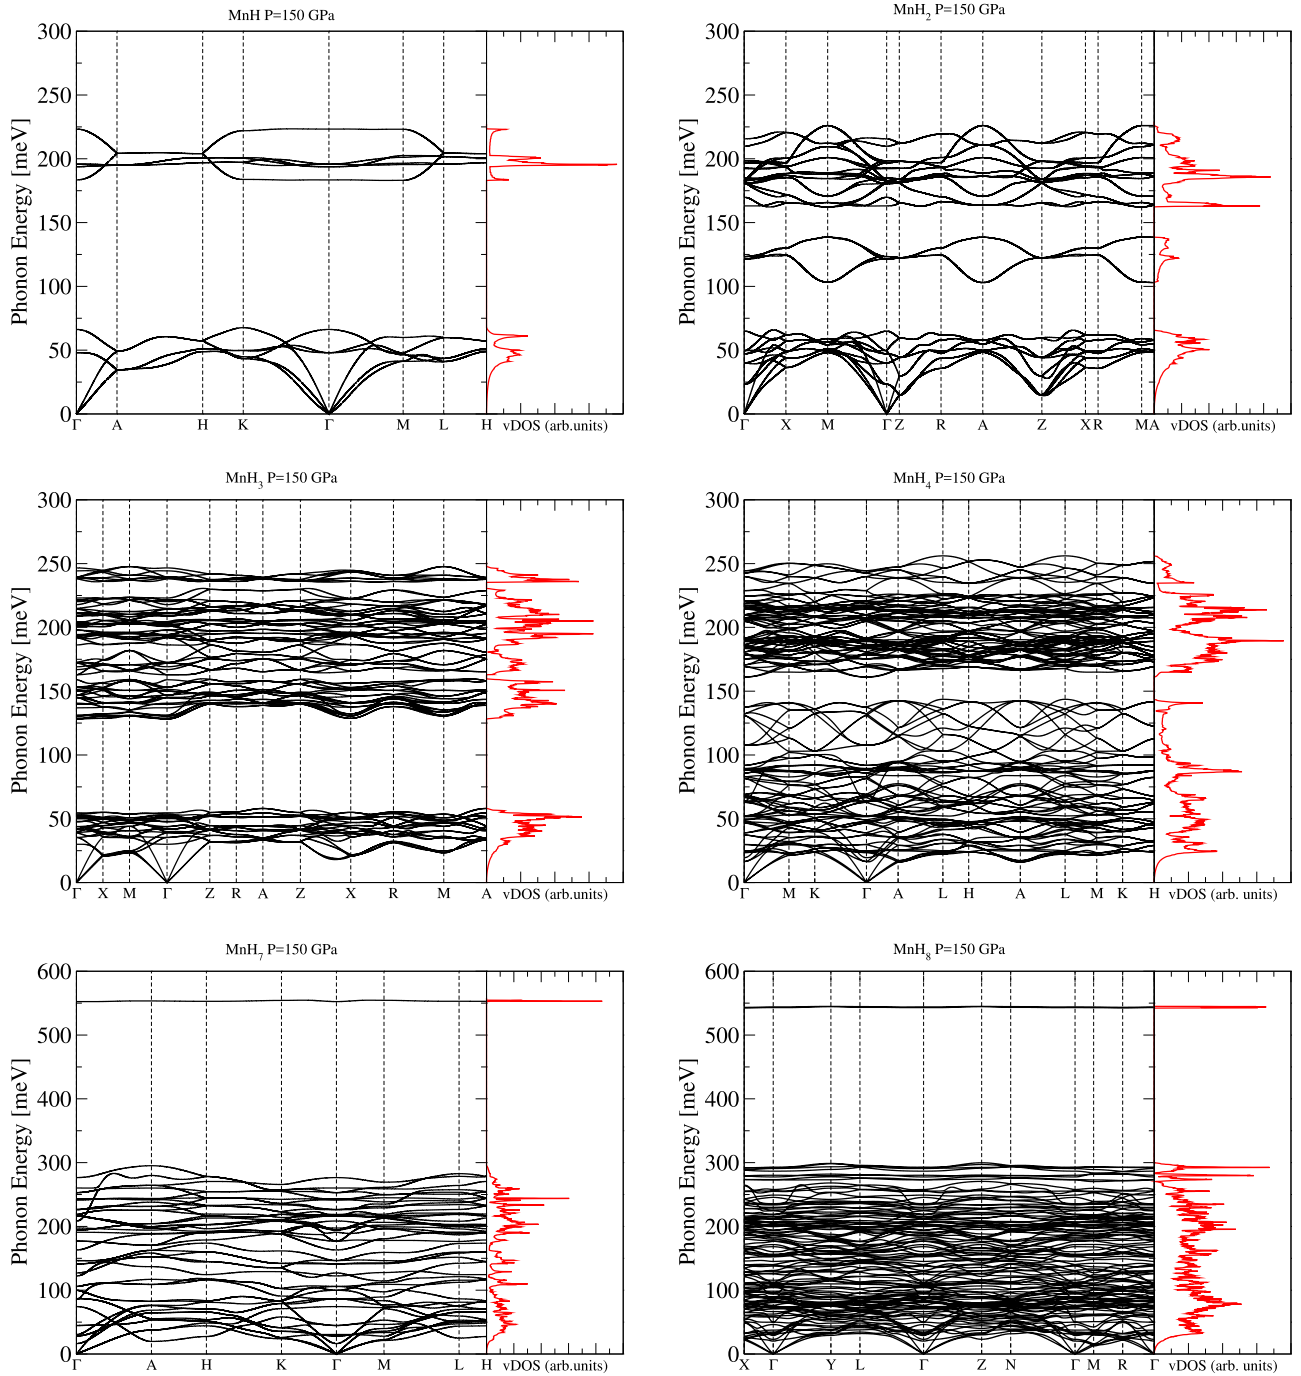 MnH P=150 GPa
300
250
200
150
100
50
0
Phonon Energy [meV]
Γ A H K Γ M L H vDOS (arb.units)
MnH2 P=150 GPa
300
250
200
150
100
50
0
Phonon Energy [meV]
Γ X M Γ Z R A Z X R M A vDOS (arb.units)
MnH3 P=150 GPa
300
250
200
150
100
50
0
Phonon Energy [meV]
Γ X M Γ Z R A Z X R M A vDOS (arb.units)
MnH4 P=150 GPa
300
250
200
150
100
50
0
Phonon Energy [meV]
Γ M K Γ A L H A L M K H vDOS (arb. units)
MnH7 P=150 GPa
600
500
400
300
200
100
0
Phonon Energy [meV]
Γ A H K Γ M L H vDOS (arb.units)
MnH8 P=150 GPa
600
500
400
300
200
100
0
Phonon Energy [meV]
X Γ Y L Γ Z N Γ M R Γ vDOS (arb. units)